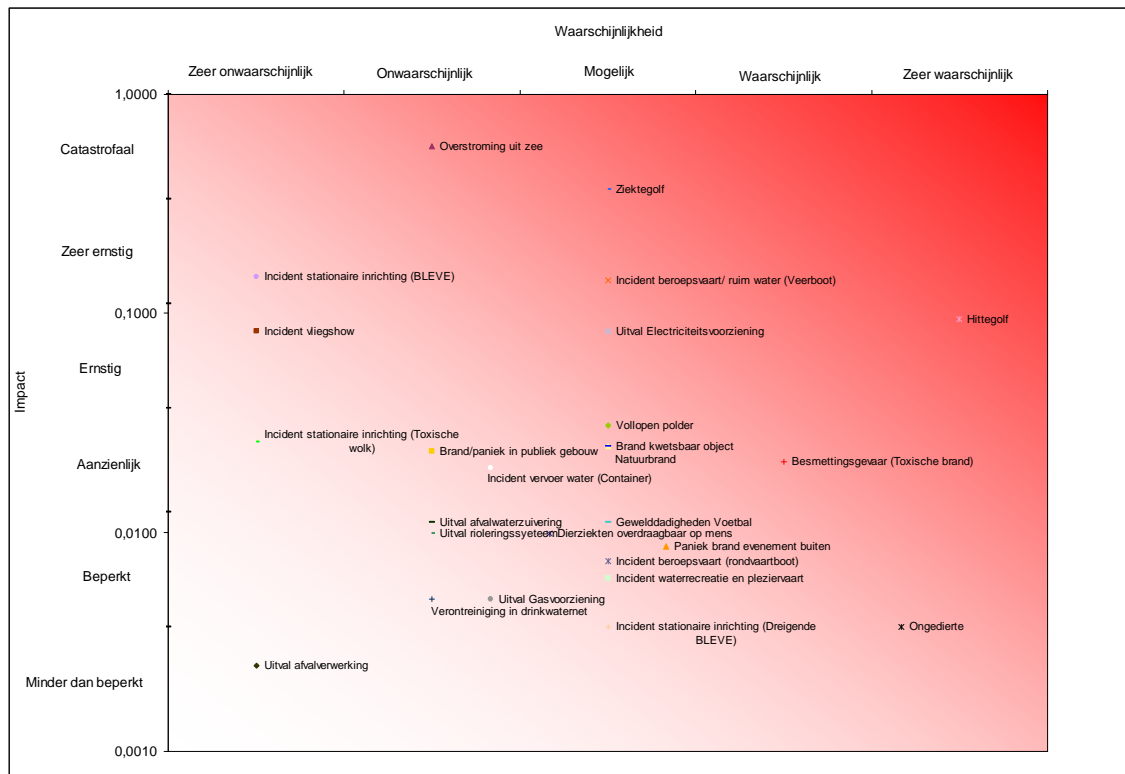 Waarschijnlijkheid
Zeer onwaarschijnlijk
Onwaarschijnlijk
Mogelijk
Waarschijnlijk
Zeer waarschijnlijk
1,0000
Catastrofaal
Overstroming uit zee
Ziektegolf
Zeer ernstig
Incident stationaire inrichting (BLEVE)
Incident beroepsvaart/ ruim water (Veerboot)
0,1000
Hittegolf
Incident vliegshow
Uitval Electriciteitsvoorziening
Ernstig
Impact
Vollopen polder
Incident stationaire inrichting (Toxische
wolk)
Brand/paniek in publiek gebouw
Brand kwetsbaar object
Natuurbrand
Aanzienlijk
Besmettingsgevaar (Toxische brand)
Incident vervoer water (Container)
Uitval afvalwaterzuivering
Gewelddadigheden Voetbal
0,0100
Uitval rioleringssyeteem
Dierziekten overdraagbaar op mens
Paniek brand evenement buiten
Incident beroepsvaart (rondvaartboot)
Beperkt
Incident waterrecreatie en pleziervaart
Uitval Gasvoorziening
Verontreiniging in drinkwaternet
Incident stationaire inrichting (Dreigende
BLEVE)
Ongedierte
Uitval afvalverwerking
Minder dan beperkt
0,0010